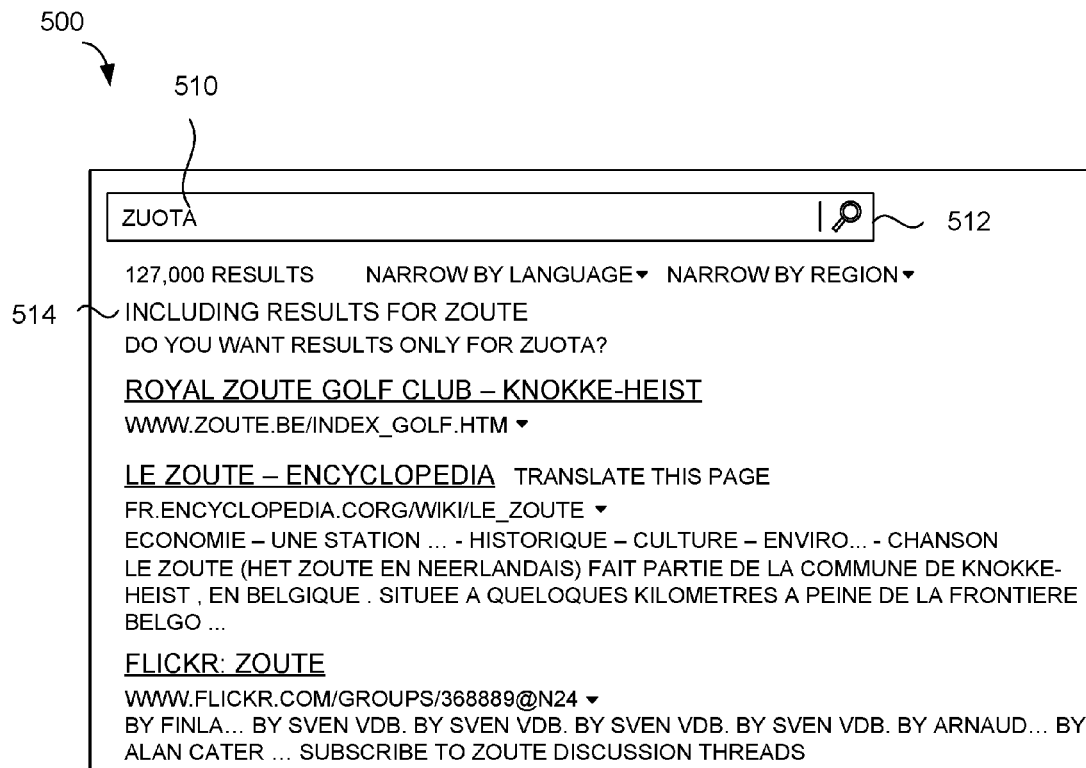 500
510
ZUOTA
512
127,000 RESULTS NARROW BY LANGUAGE▾ NARROW BY REGION▾
514
INCLUDING RESULTS FOR ZOUTE
DO YOU WANT RESULTS ONLY FOR ZUOTA?
ROYAL ZOUTE GOLF CLUB – KNOKKE-HEIST
WWW.ZOUTE.BE/INDEX_GOLF.HTM ▾
LE ZOUTE – ENCYCLOPEDIA TRANSLATE THIS PAGE
FR.ENCYCLOPEDIA.CORG/WIKI/LE_ZOUTE ▾
ECONOMIE – UNE STATION ... - HISTORIQUE – CULTURE – ENVIRO... - CHANSON
LE ZOUTE (HET ZOUTE EN NEERLANDAIS) FAIT PARTIE DE LA COMMUNE DE KNOKKE-
HEIST , EN BELGIQUE . SITUEE A QUELOQUES KILOMETRES A PEINE DE LA FRONTIERE
BELGO ...
FLICKR: ZOUTE
WWW.FLICKR.COM/GROUPS/368889@N24 ▾
BY FINLA... BY SVEN VDB. BY SVEN VDB. BY SVEN VDB. BY SVEN VDB. BY ARNAUD... BY
ALAN CATER ... SUBSCRIBE TO ZOUTE DISCUSSION THREADS